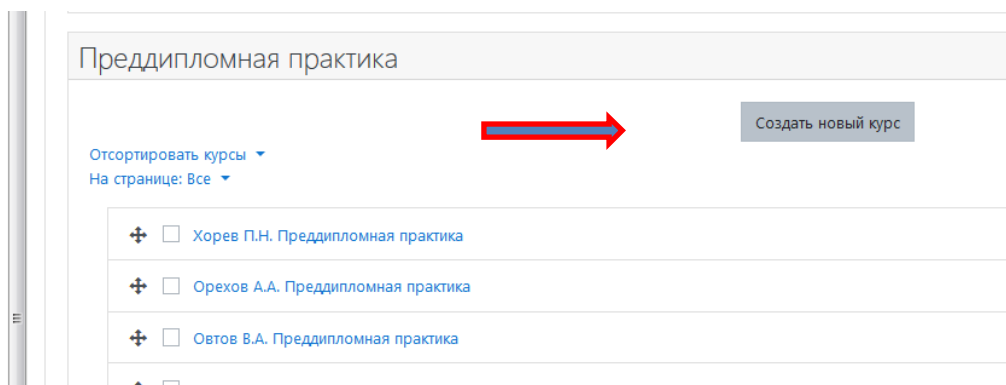 Преддипломная практика
Создать новый курс
Отсортировать курсы
На странице: Все
Хорев П.Н. Преддипломная практика
Орехов А.А. Преддипломная практика
Овтов В.А. Преддипломная практика